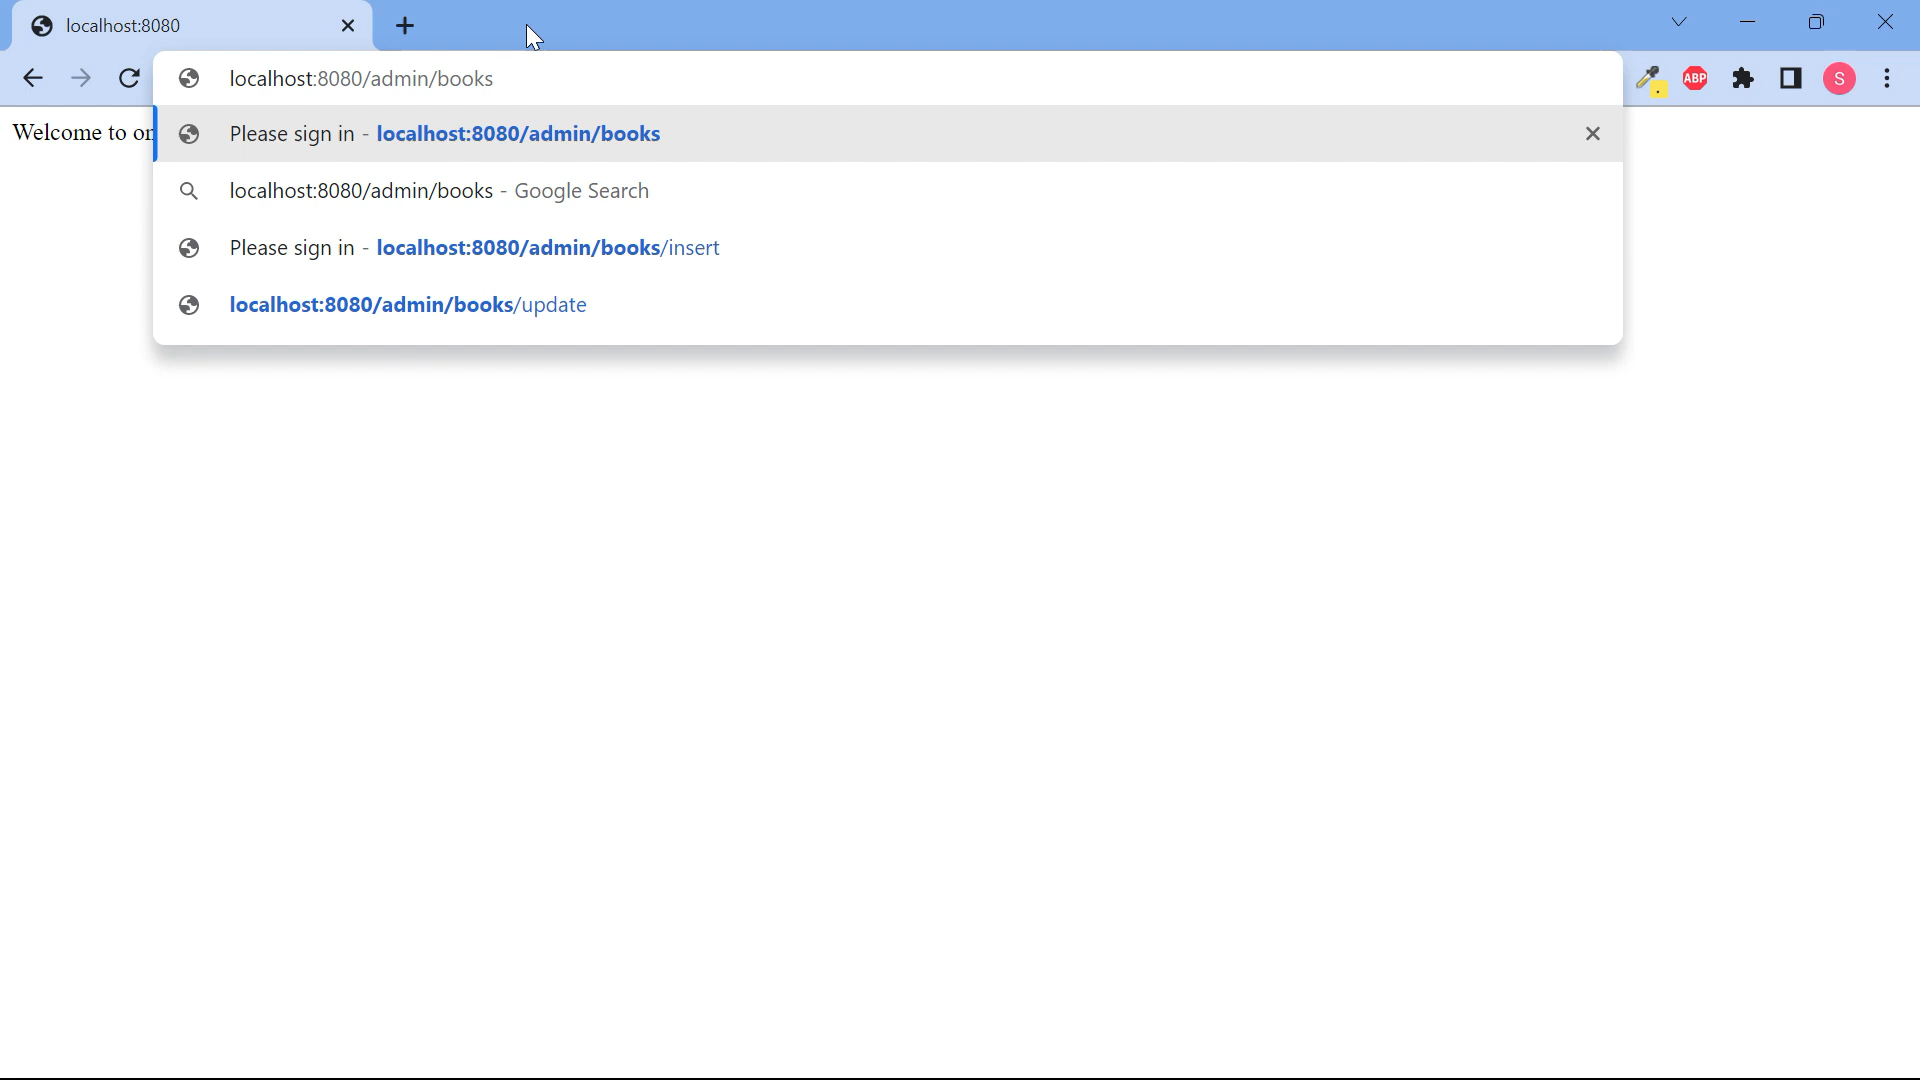 localhost:8080
localhost:8080/admin/books
ABP
S
Welcome to
Please sign in - localhost:8080/admin/books
localhost:8080/admin/books - Google Search
Please sign in - localhost:8080/admin/books/insert
localhost:8080/admin/books/update